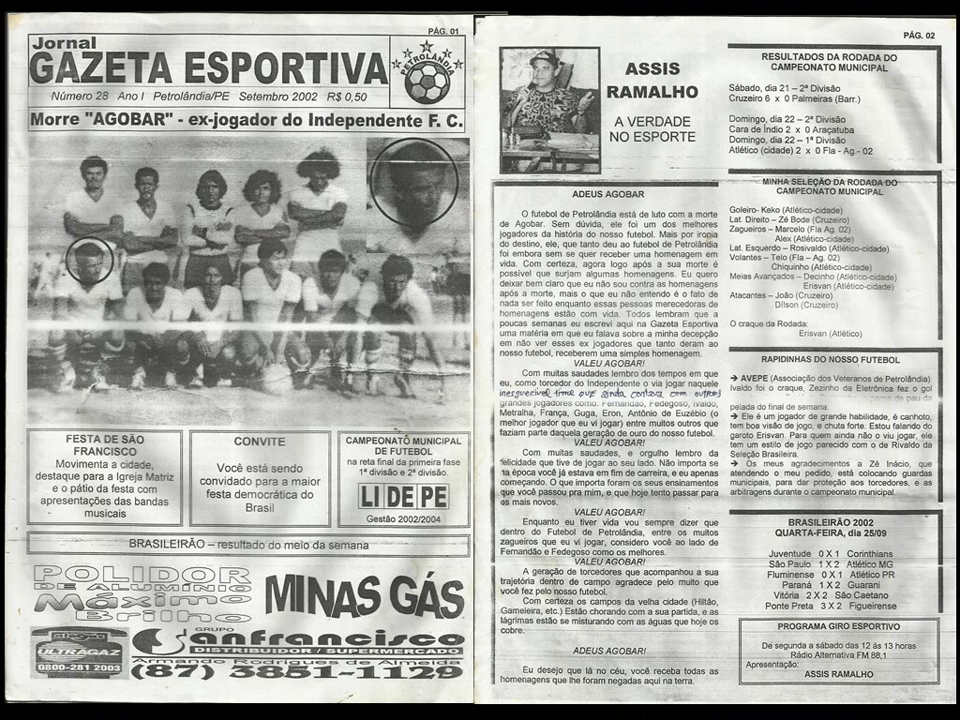 PÁG. 01
Jornal
GAZETA ESPORTIVA
PETROLÂNDIA
Número 28 Ano I Petrolândia/PE Setembro 2002 R$ 0,50
Morre "AGOBAR" - ex-jogador do Independente F. C.
FESTA DE SÃO
FRANCISCO
Movimenta a cidade,
destaque para a Igreja Matriz
e o pátio da festa com
apresentações das bandas
musicais
CONVITE
Você está sendo
convidado para a maior
festa democrática do
Brasil
CAMPEONATO MUNICIPAL
DE FUTEBOL
na reta final da primeira fase
1ª divisão e 2ª divisão.
LIDEPE
Gestão 2002/2004
BRASILEIRÃO – resultado do meio da semana
POLIDOR
DE ALUMÍNIO
Máximo
Brilho
MINAS GÁS
ULTRAGAZ
0800-281 2003
GRUPO
Sanfrancisco
DISTRIBUIDOR / SUPERMERCADO
Armando Rodrigues de Almeida
(87) 3851-1129
PÁG. 02
ASSIS
RAMALHO
A VERDADE
NO ESPORTE
ADEUS AGOBAR
O futebol de Petrolândia está de luto com a morte
de Agobar. Sem dúvida, ele foi um dos melhores
jogadores da história do nosso futebol. Mais por ironia
do destino, ele, que tanto deu ao futebol de Petrolândia
foi embora sem se quer receber uma homenagem em
vida. Com certeza, agora logo após a sua morte é
possível que surjam algumas homenagens. Eu quero
deixar bem claro que eu não sou contra as homenagens
após a morte, mais o que eu não entendo é o fato de
nada ser feito enquanto essas pessoas merecedoras de
homenagens estão com vida. Todos lembram que a
poucas semanas eu escrevi aqui na Gazeta Esportiva
uma matéria em que eu falava sobre a minha decepção
em não ver esses ex jogadores que tanto deram ao
nosso futebol, receberem uma simples homenagem.
VALEU AGOBAR!
Com muitas saudades lembro dos tempos em que
eu, como torcedor do Independente o via jogar naquele
inesquecível time que ainda contava com outros
grandes jogadores como: Fernandão, Fedegoso, Ivaldo,
Metralha, França, Guga, Eron, Antônio de Euzébio (o
melhor jogador que eu vi jogar) entre muitos outros que
faziam parte daquela geração de ouro do nosso futebol.
VALEU AGOBAR!
Com muitas saudades, e orgulho lembro da
felicidade que tive de jogar ao seu lado. Não importa se
na época você já estava em fim de carreira, e eu apenas
começando. O que importa foram os seus ensinamentos
que você passou pra mim, e que hoje tento passar para
os mais novos.
VALEU AGOBAR!
Enquanto eu tiver vida vou sempre dizer que
dentro do Futebol de Petrolândia, entre os muitos
zagueiros que eu vi jogar, considero você ao lado de
Fernandão e Fedegoso como os melhores.
VALEU AGOBAR!
A geração de torcedores que acompanhou a sua
trajetória dentro de campo agradece pelo muito que
você fez pelo nosso futebol.
Com certeza os campos da velha cidade (Hiltão,
Gameleira, etc.) Estão chorando com a sua partida, e as
lágrimas estão se misturando com as águas que hoje os
cobre.
ADEUS AGOBAR!
Eu desejo que lá no céu, você receba todas as
homenagens que lhe foram negadas aqui na terra.
RESULTADOS DA RODADA DO
CAMPEONATO MUNICIPAL
Sábado, dia 21 – 2ª Divisão
Cruzeiro 6 x 0 Palmeiras (Barr.)
Domingo, dia 22 – 2ª Divisão
Cara de Índio 2 x 0 Araçatuba
Domingo, dia 22 – 1ª Divisão
Atlético (cidade) 2 x 0 Fla - Ag.- 02
MINHA SELEÇÃO DA RODADA DO
CAMPEONATO MUNICIPAL
Goleiro- Keko (Atlético-cidade)
Lat. Direito – Zé Bode (Cruzeiro)
Zagueiros – Marcelo (Fla Ag. 02)
Alex (Atlético-cidade)
Lat. Esquerdo – Rosivaldo (Atlético-cidade)
Volantes – Teio (Fla – Ag. 02)
Chiquinho (Atlético-cidade)
Meias Avançados – Decinho (Atlético-cidade)
Erisvan (Atlético-cidade)
Atacantes – João (Cruzeiro)
Dílson (Cruzeiro)
O craque da Rodada:
Erisvan (Atlético)
RAPIDINHAS DO NOSSO FUTEBOL
➔ AVEPE (Associação dos Veteranos de Petrolândia)
Ivaldo foi o craque, Zezinho da Eletrônica fez o gol
perna de pau da
pelada do final de semana.
➔ Ele é um jogador de grande habilidade, é canhoto,
tem boa visão de jogo, e chuta forte. Estou falando do
garoto Erisvan. Para quem ainda não o viu jogar, ele
tem um estilo de jogo parecido com o de Rivaldo da
Seleção Brasileira.
➔ Os meus agradecimentos a Zé Inácio, que
atendendo o meu pedido, está colocando guardas
municipais, para dar proteção aos torcedores, e as
arbitragens durante o campeonato municipal.
BRASILEIRÃO 2002
QUARTA-FEIRA, dia 25/09
Juventude 0 X 1 Corinthians
São Paulo 1 X 2 Atlético MG
Fluminense 0 X 1 Atlético PR
Paraná 1 X 2 Guarani
Vitória 2 X 2 São Caetano
Ponte Preta 3 X 2 Figueirense
PROGRAMA GIRO ESPORTIVO
De segunda a sábado das 12 às 13 horas
Rádio Alternativa FM 88,1
Apresentação:
ASSIS RAMALHO